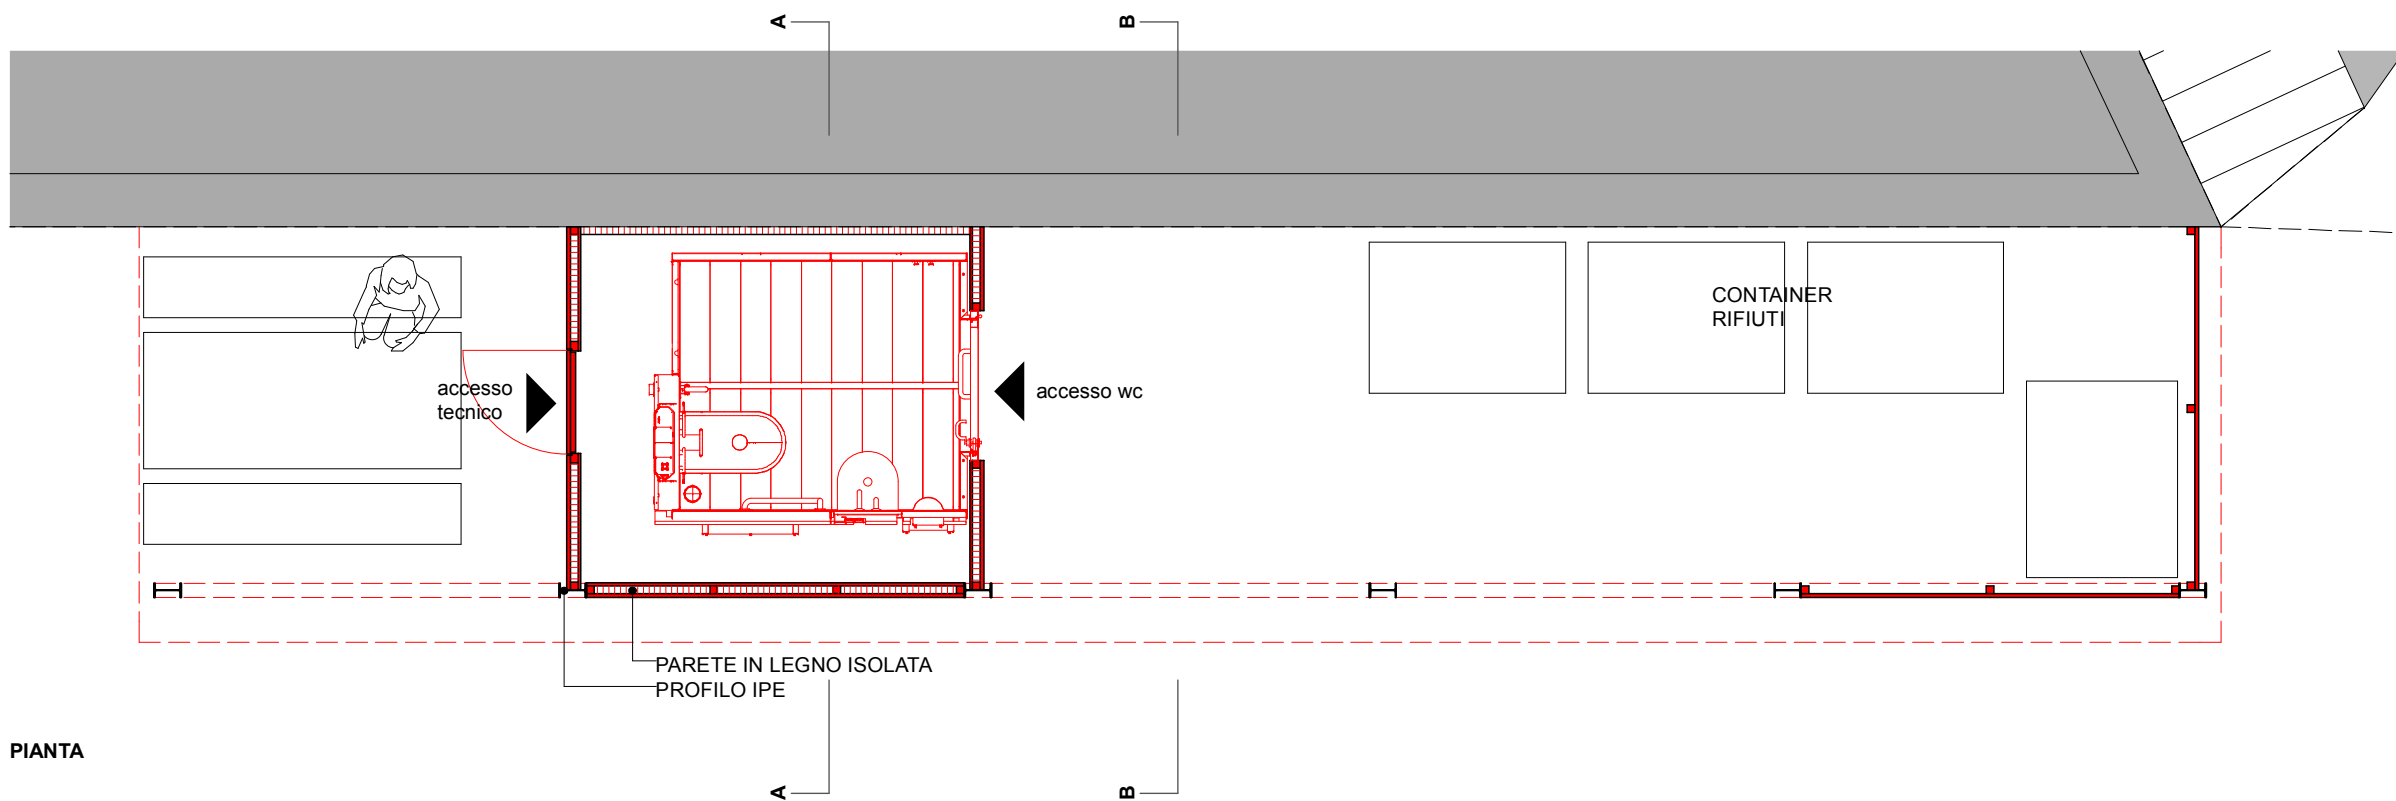 A
B
CONTAINER
RIFIUTI
accesso
tecnico
accesso wc
PARETE IN LEGNO ISOLATA
PROFILO IPE
PIANTA
A
B